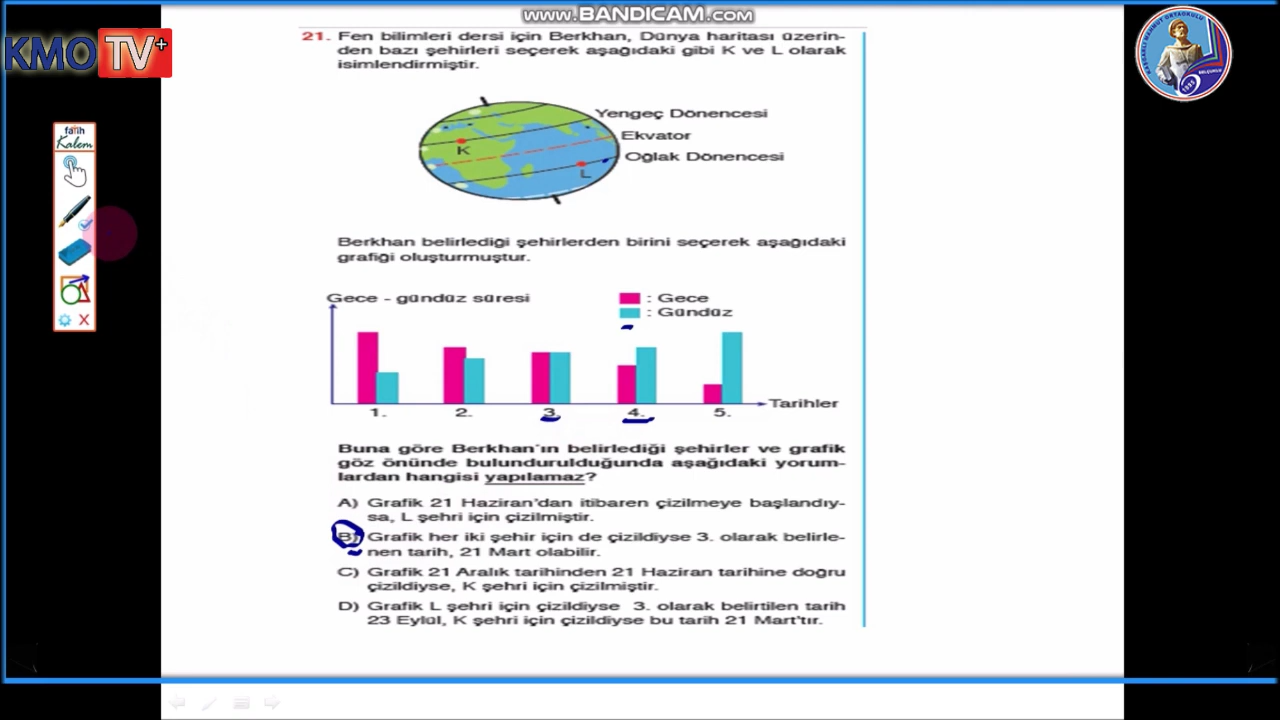 www.BANDICAM.com
KMO TV+
fatih
Kalem
21. Fen bilimleri dersi için Berkhan, Dünya haritası üzerin-
den bazı şehirleri seçerek aşağıdaki gibi K ve L olarak
isimlendirmiştir.
Yengeç Dönencesi
Ekvator
Oğlak Dönencesi
K
L
Berkhan belirlediği şehirlerden birini seçerek aşağıdaki
grafiği oluşturmuştur.
Gece - gündüz süresi
: Gece
: Gündüz
1. 2. 3. 4. 5.
Tarihler
Buna göre Berkhan'ın belirlediği şehirler ve grafik
göz önünde bulundurulduğunda aşağıdaki yorum-
lardan hangisi yapılamaz?
A) Grafik 21 Haziran'dan itibaren çizilmeye başlandıy-
sa, L şehri için çizilmiştir.
B) Grafik her iki şehir için de çizildiyse 3. olarak belirle-
nen tarih, 21 Mart olabilir.
C) Grafik 21 Aralık tarihinden 21 Haziran tarihine doğru
çizildiyse, K şehri için çizilmiştir.
D) Grafik L şehri için çizildiyse 3. olarak belirtilen tarih
23 Eylül, K şehri için çizildiyse bu tarih 21 Mart'tır.